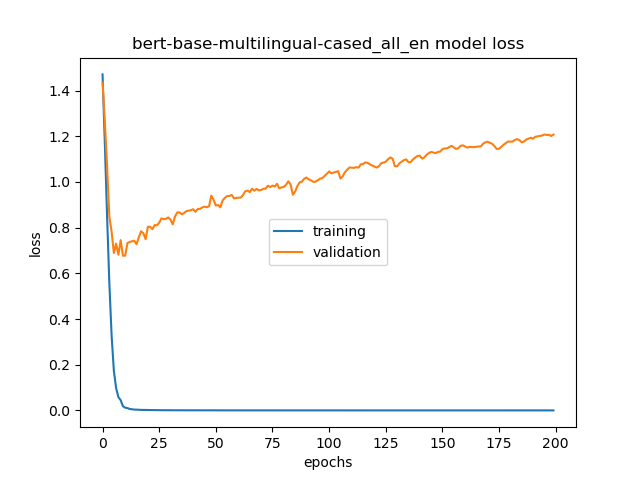 bert-base-multilingual-cased_all_en model loss
loss
1.4
1.2
1.0
0.8
0.6
0.4
0.2
0.0
training
validation
0 25 50 75 100 125 150 175 200
epochs